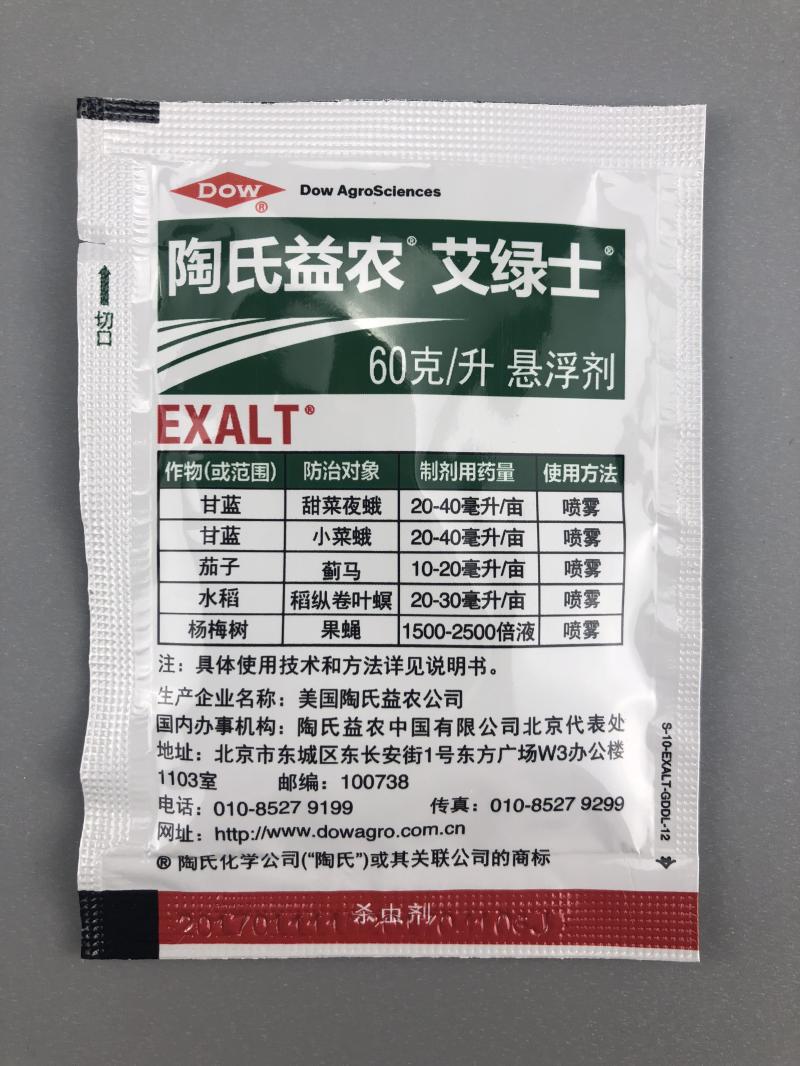 DOW® Dow AgroSciences
陶氏益农® 艾绿士®
60克/升 悬浮剂
切口
EXALT®
作物(或范围) 防治对象 制剂用药量 使用方法
甘蓝 甜菜夜蛾 20-40毫升/亩 喷雾
甘蓝 小菜蛾 20-40毫升/亩 喷雾
茄子 蓟马 10-20毫升/亩 喷雾
水稻 稻纵卷叶螟 20-30毫升/亩 喷雾
杨梅树 果蝇 1500-2500倍液 喷雾
注：具体使用技术和方法详见说明书。
生产企业名称：美国陶氏益农公司
国内办事机构：陶氏益农中国有限公司北京代表处
地址：北京市东城区东长安街1号东方广场W3办公楼
1103室 邮编：100738
电话：010-8527 9199 传真：010-8527 9299
网址：http://www.dowagro.com.cn
® 陶氏化学公司("陶氏")或其关联公司的商标
S-10-EXALT-GDDL-12
杀虫剂